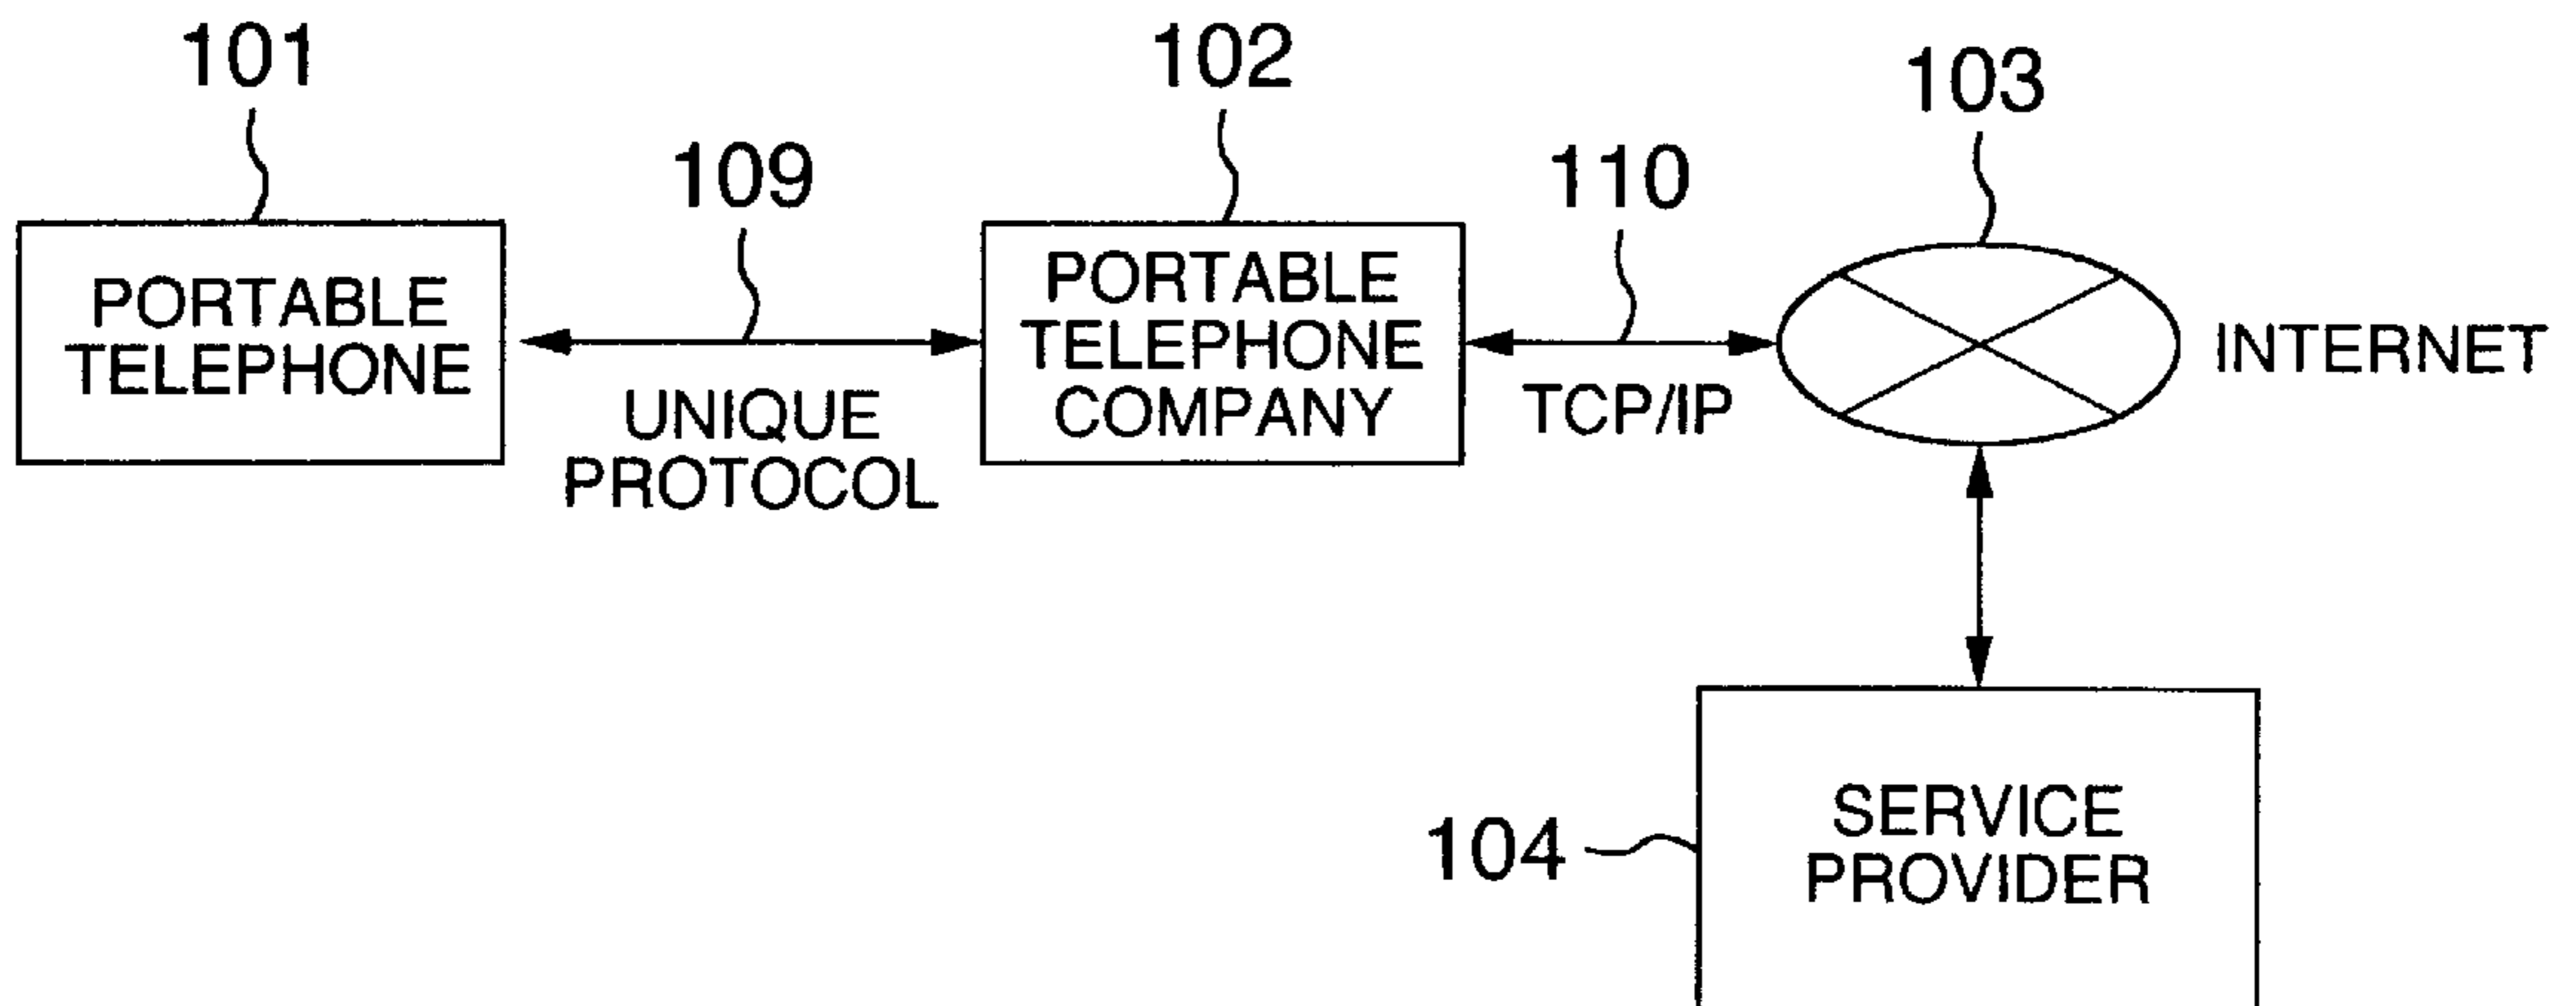 101
102
103
109
110
PORTABLE
TELEPHONE
UNIQUE
PROTOCOL
PORTABLE
TELEPHONE
COMPANY
TCP/IP
INTERNET
104
SERVICE
PROVIDER